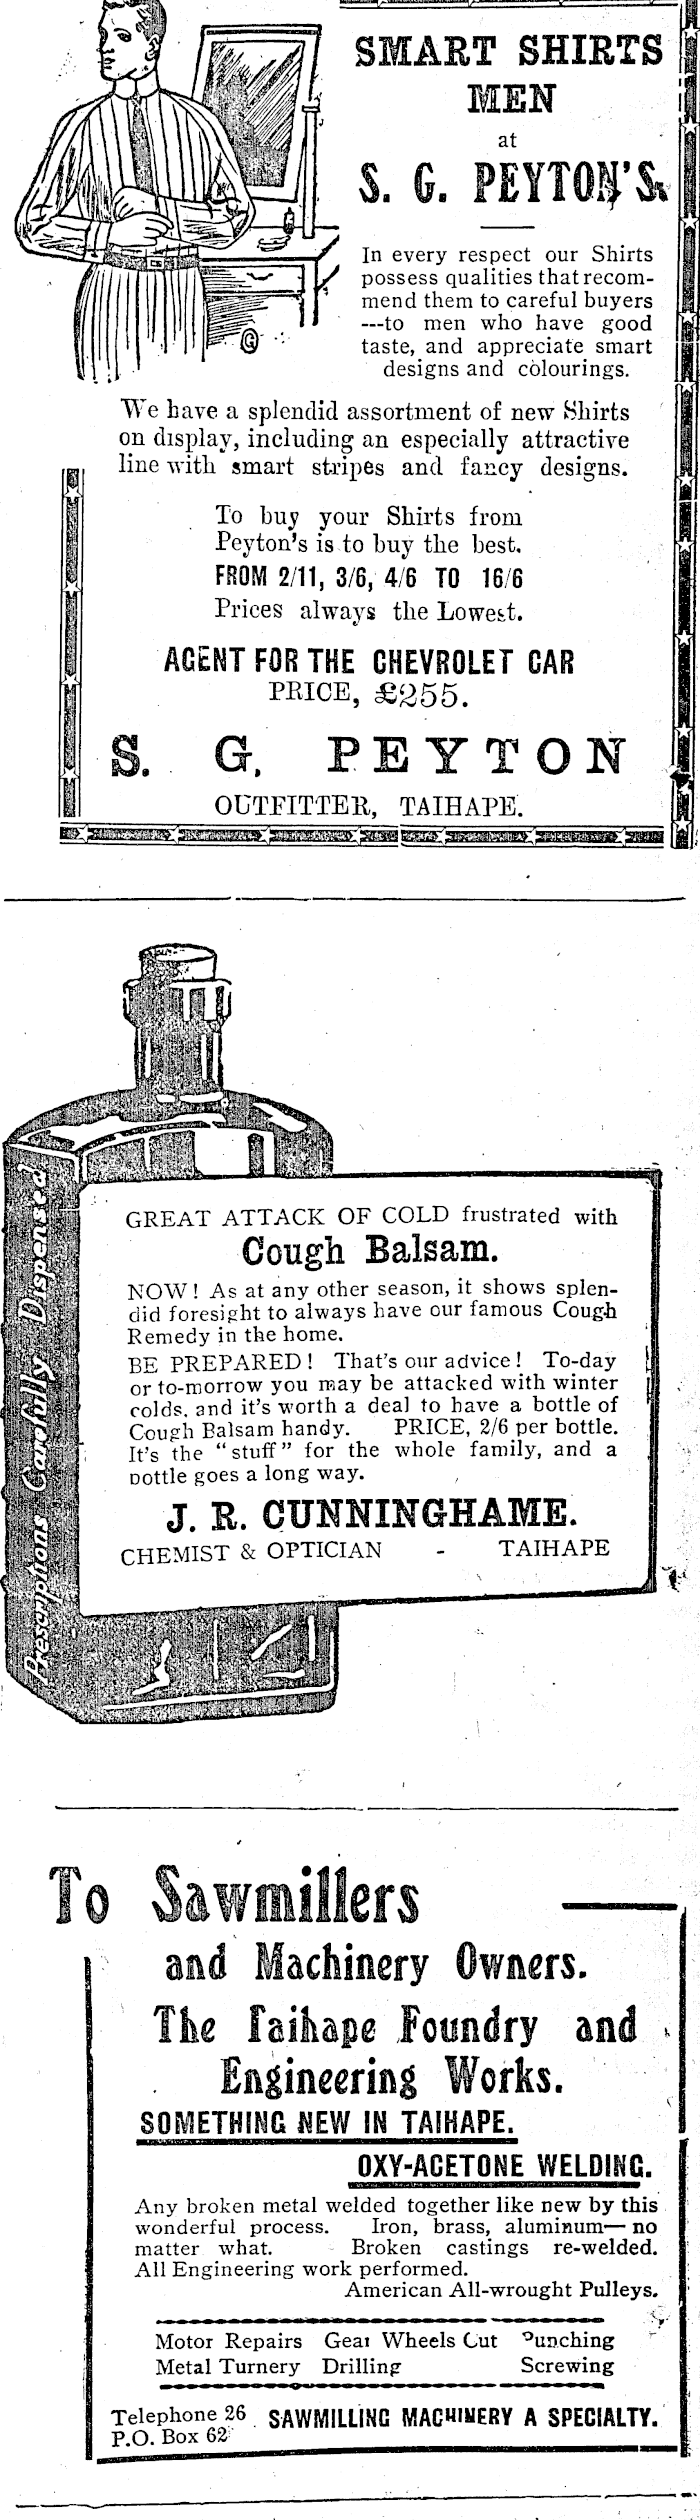 SMART SHIRTS
MEN
at
S. G. PEYTON'S.
In every respect our Shirts
possess qualities that recom-
mend them to careful buyers
---to men who have good
taste, and appreciate smart
designs and colourings.
We have a splendid assortment of new Shirts
on display, including an especially attractive
line with smart stripes and fancy designs.
To buy your Shirts from
Peyton's is to buy the best.
FROM 2/11, 3/6, 4/6 TO 16/6
Prices always the Lowest.
AGENT FOR THE CHEVROLET CAR
PRICE, £255.
S. G. PEYTON
OUTFITTER, TAIHAPE.
Prescriptions Carefully Dispensed
GREAT ATTACK OF COLD frustrated with
Cough Balsam.
NOW! As at any other season, it shows splen-
did foresight to always have our famous Cough
Remedy in the home.
BE PREPARED! That's our advice! To-day
or to-morrow you may be attacked with winter
colds, and it's worth a deal to have a bottle of
Cough Balsam handy. PRICE, 2/6 per bottle.
It's the "stuff" for the whole family, and a
bottle goes a long way.
J. R. CUNNINGHAME.
CHEMIST & OPTICIAN - TAIHAPE
To Sawmillers
and Machinery Owners.
The Taihape Foundry and
Engineering Works.
SOMETHING NEW IN TAIHAPE.
OXY-ACETONE WELDING.
Any broken metal welded together like new by this
wonderful process. Iron, brass, aluminum—no
matter what. Broken castings re-welded.
All Engineering work performed.
American All-wrought Pulleys.
Motor Repairs Gear Wheels Cut Punching
Metal Turnery Drilling Screwing
Telephone 26
P.O. Box 62
SAWMILLING MACHINERY A SPECIALTY.